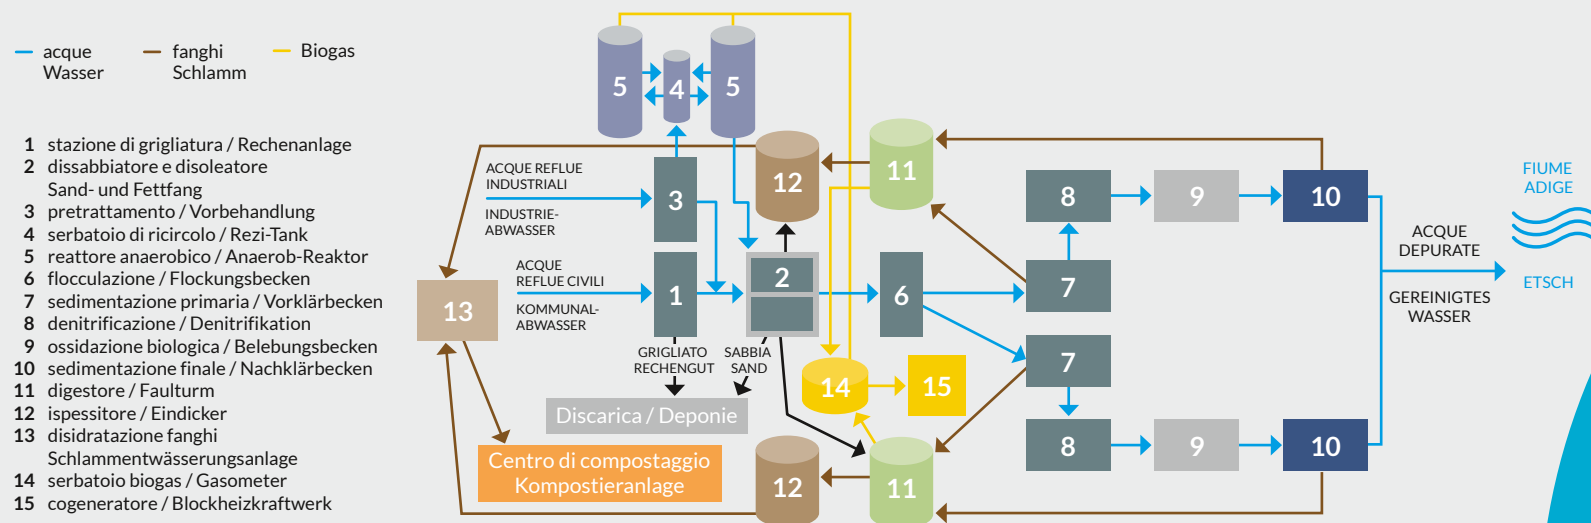 acque
Wasser
fanghi
Schlamm
Biogas
1 stazione di grigliatura / Rechenanlage
2 dissabbiatore e disoleatore
Sand- und Fettfang
3 pretrattamento / Vorbehandlung
4 serbatoio di ricircolo / Rezi-Tank
5 reattore anaerobico / Anaerob-Reaktor
6 flocculazione / Flockungsbecken
7 sedimentazione primaria / Vorklärbecken
8 denitrificazione / Denitrifikation
9 ossidazione biologica / Belebungsbecken
10 sedimentazione finale / Nachklärbecken
11 digestore / Faulturm
12 ispessitore / Eindicker
13 disidratazione fanghi
Schlammentwässerungsanlage
14 serbatoio biogas / Gasometer
15 cogeneratore / Blockheizkraftwerk
5
4
5
12
11
ACQUE REFLUE
INDUSTRIALI
INDUSTRIE-
ABWASSER
3
8
9
10
FIUME
ADIGE
ACQUE
DEPURATE
GEREINIGTES
WASSER
ETSCH
13
ACQUE
REFLUE CIVILI
KOMMUNAL-
ABWASSER
1
2
6
7
7
GRIGLIATO
RECHENGUT
SABBIA
SAND
14
15
Discarica / Deponie
8
9
10
Centro di compostaggio
Kompostieranlage
12
11